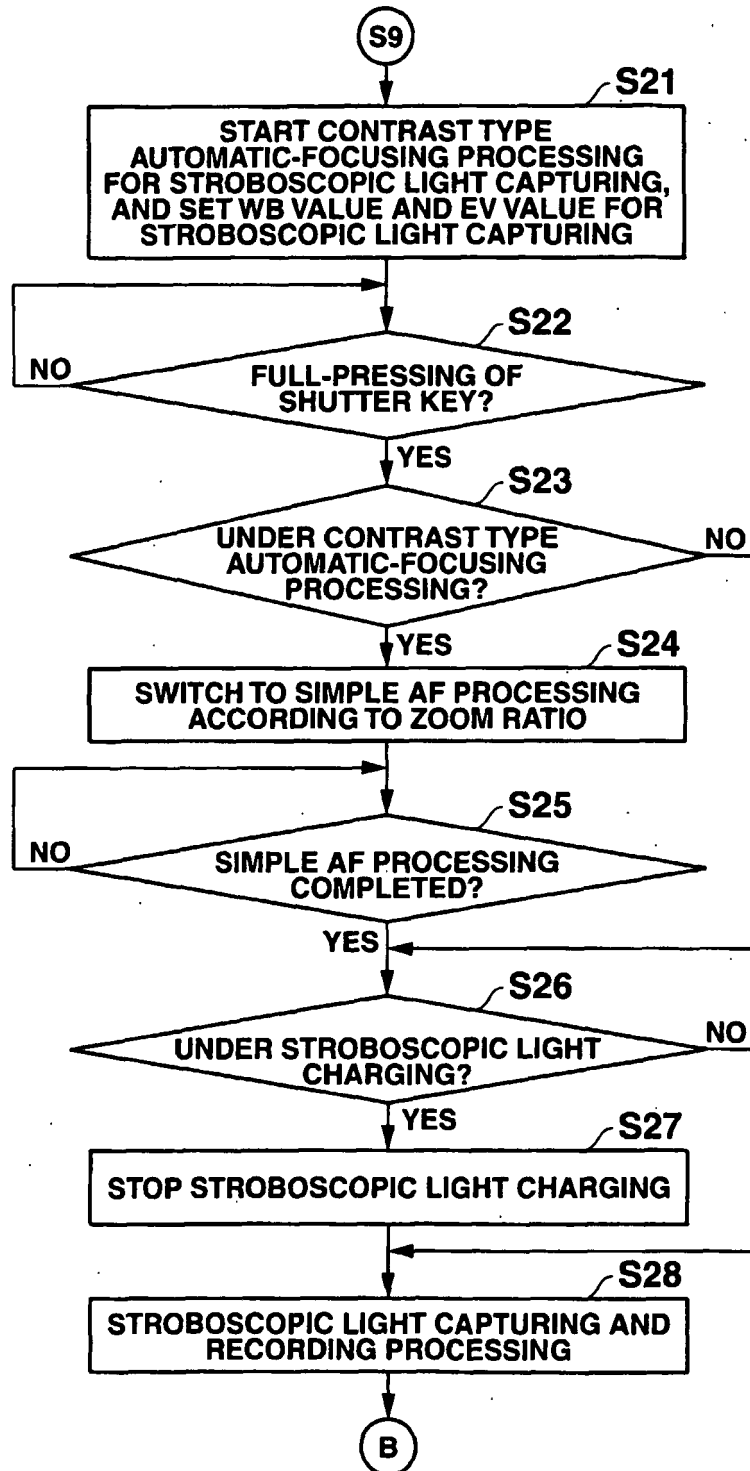 S9
S21
START CONTRAST TYPE
AUTOMATIC-FOCUSING PROCESSING
FOR STROBOSCOPIC LIGHT CAPTURING,
AND SET WB VALUE AND EV VALUE FOR
STROBOSCOPIC LIGHT CAPTURING
S22
NO
FULL-PRESSING OF
SHUTTER KEY?
YES
S23
UNDER CONTRAST TYPE
AUTOMATIC-FOCUSING
PROCESSING?
NO
YES
S24
SWITCH TO SIMPLE AF PROCESSING
ACCORDING TO ZOOM RATIO
S25
NO
SIMPLE AF PROCESSING
COMPLETED?
YES
S26
UNDER STROBOSCOPIC LIGHT
CHARGING?
NO
YES
S27
STOP STROBOSCOPIC LIGHT CHARGING
S28
STROBOSCOPIC LIGHT CAPTURING AND
RECORDING PROCESSING
B